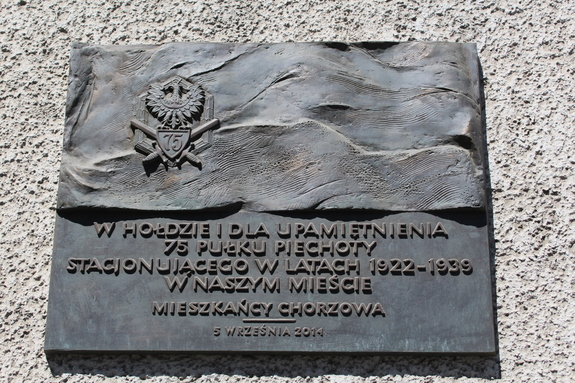 75
W HOŁDZIE I DLA UPAMIĘTNIENIA
75 PUŁKU PIECHOTY
STACJONUJĄCEGO W LATACH 1922-1939
W NASZYM MIEŚCIE
MIESZKAŃCY CHORZOWA
5 WRZEŚNIA 2014